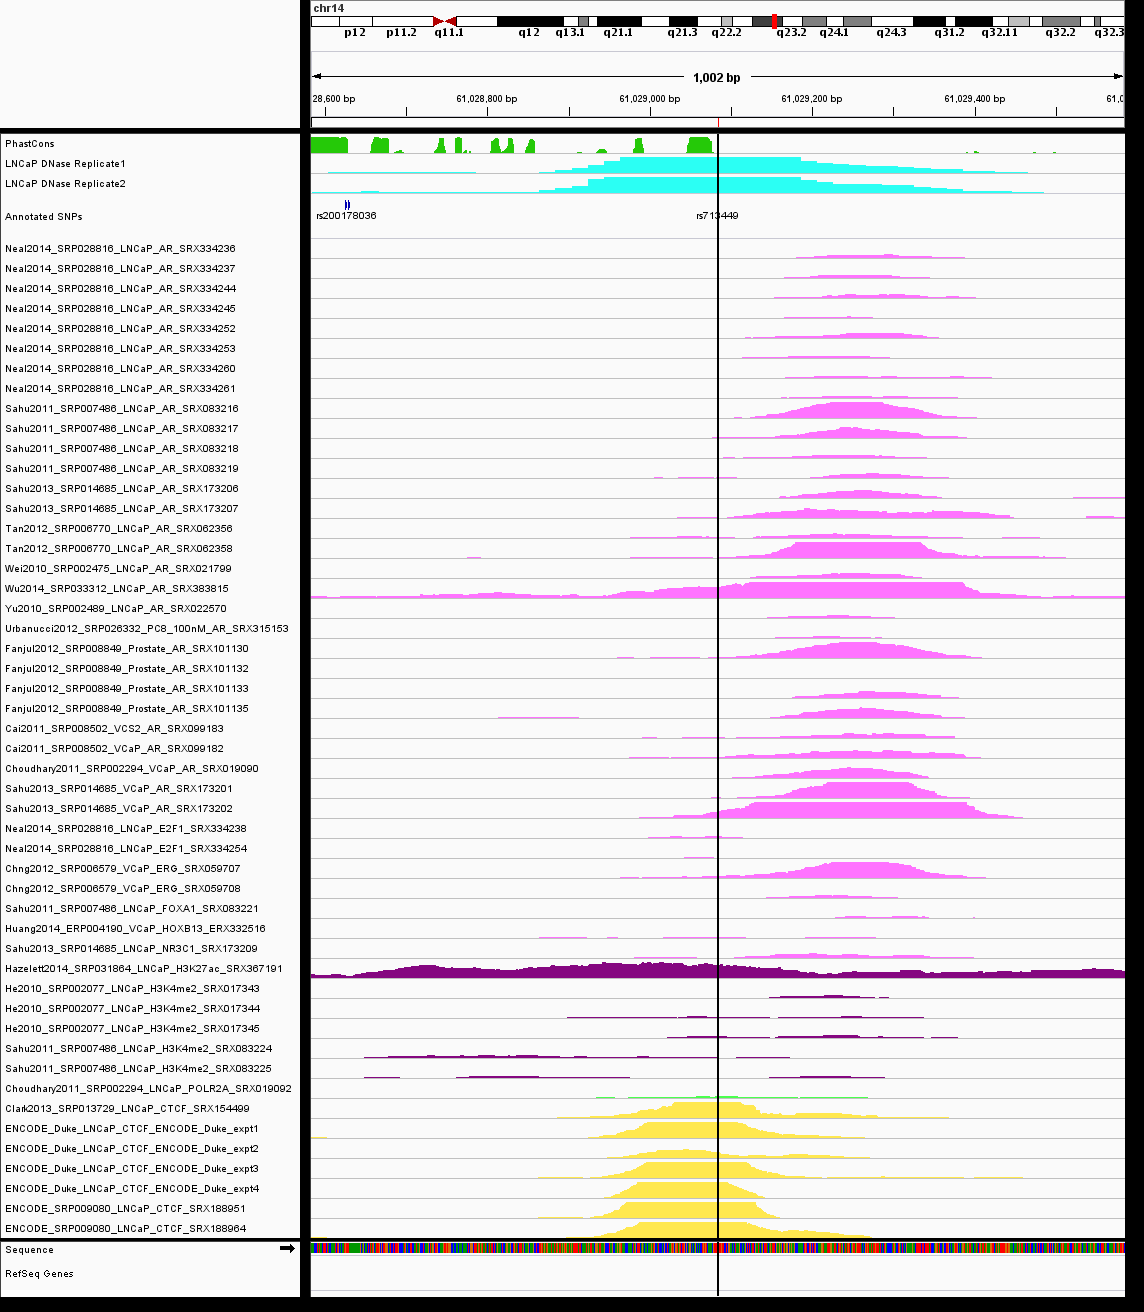 chr14
p12 p11.2 q11.1 q12 q13.1 q21.1 q21.3 q22.2 q23.2 q24.1 q24.3 q31.2 q32.11 q32.2 q32.3
1,002 bp
28,600 bp 61,028,800 bp 61,029,000 bp 61,029,200 bp 61,029,400 bp 61,0
PhastCons
LNCaP DNase Replicate1
LNCaP DNase Replicate2
Annotated SNPs
rs200178036 rs713449
Neal2014_SRP028816_LNCaP_AR_SRX334236
Neal2014_SRP028816_LNCaP_AR_SRX334237
Neal2014_SRP028816_LNCaP_AR_SRX334244
Neal2014_SRP028816_LNCaP_AR_SRX334245
Neal2014_SRP028816_LNCaP_AR_SRX334252
Neal2014_SRP028816_LNCaP_AR_SRX334253
Neal2014_SRP028816_LNCaP_AR_SRX334260
Neal2014_SRP028816_LNCaP_AR_SRX334261
Sahu2011_SRP007486_LNCaP_AR_SRX083216
Sahu2011_SRP007486_LNCaP_AR_SRX083217
Sahu2011_SRP007486_LNCaP_AR_SRX083218
Sahu2011_SRP007486_LNCaP_AR_SRX083219
Sahu2013_SRP014685_LNCaP_AR_SRX173206
Sahu2013_SRP014685_LNCaP_AR_SRX173207
Tan2012_SRP006770_LNCaP_AR_SRX062356
Tan2012_SRP006770_LNCaP_AR_SRX062358
Wei2010_SRP002475_LNCaP_AR_SRX021799
Wu2014_SRP033312_LNCaP_AR_SRX383815
Yu2010_SRP002489_LNCaP_AR_SRX022570
Urbanucci2012_SRP026332_PC8_100nM_AR_SRX315153
Fanjul2012_SRP008849_Prostate_AR_SRX101130
Fanjul2012_SRP008849_Prostate_AR_SRX101132
Fanjul2012_SRP008849_Prostate_AR_SRX101133
Fanjul2012_SRP008849_Prostate_AR_SRX101135
Cai2011_SRP008502_VCS2_AR_SRX099183
Cai2011_SRP008502_VCaP_AR_SRX099182
Choudhary2011_SRP002294_VCaP_AR_SRX019090
Sahu2013_SRP014685_VCaP_AR_SRX173201
Sahu2013_SRP014685_VCaP_AR_SRX173202
Neal2014_SRP028816_LNCaP_E2F1_SRX334238
Neal2014_SRP028816_LNCaP_E2F1_SRX334254
Chng2012_SRP006579_VCaP_ERG_SRX059707
Chng2012_SRP006579_VCaP_ERG_SRX059708
Sahu2011_SRP007486_LNCaP_FOXA1_SRX083221
Huang2014_ERP004190_VCaP_HOXB13_ERX332516
Sahu2013_SRP014685_LNCaP_NR3C1_SRX173209
Hazelett2014_SRP031864_LNCaP_H3K27ac_SRX367191
He2010_SRP002077_LNCaP_H3K4me2_SRX017343
He2010_SRP002077_LNCaP_H3K4me2_SRX017344
He2010_SRP002077_LNCaP_H3K4me2_SRX017345
Sahu2011_SRP007486_LNCaP_H3K4me2_SRX083224
Sahu2011_SRP007486_LNCaP_H3K4me2_SRX083225
Choudhary2011_SRP002294_LNCaP_POLR2A_SRX019092
Clark2013_SRP013729_LNCaP_CTCF_SRX154499
ENCODE_Duke_LNCaP_CTCF_ENCODE_Duke_expt1
ENCODE_Duke_LNCaP_CTCF_ENCODE_Duke_expt2
ENCODE_Duke_LNCaP_CTCF_ENCODE_Duke_expt3
ENCODE_Duke_LNCaP_CTCF_ENCODE_Duke_expt4
ENCODE_SRP009080_LNCaP_CTCF_SRX188951
ENCODE_SRP009080_LNCaP_CTCF_SRX188964
Sequence
RefSeq Genes